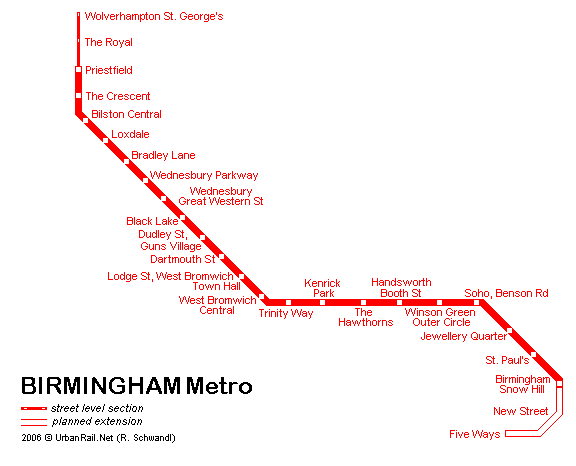 Wolverhampton St. George's
The Royal
Priestfield
The Crescent
Bilston Central
Loxdale
Bradley Lane
Wednesbury Parkway
Wednesbury
Great Western St
Black Lake
Dudley St,
Guns Village
Dartmouth St
Lodge St, West Bromwich
Town Hall
West Bromwich
Central
Trinity Way
Kenrick
Park
The
Hawthorns
Handsworth
Booth St
Winson Green
Outer Circle
Soho, Benson Rd
Jewellery Quarter
St. Paul's
Birmingham
Snow Hill
New Street
Five Ways
BIRMINGHAM Metro
street level section
planned extension
2006 © UrbanRail.Net (R. Schwandl)